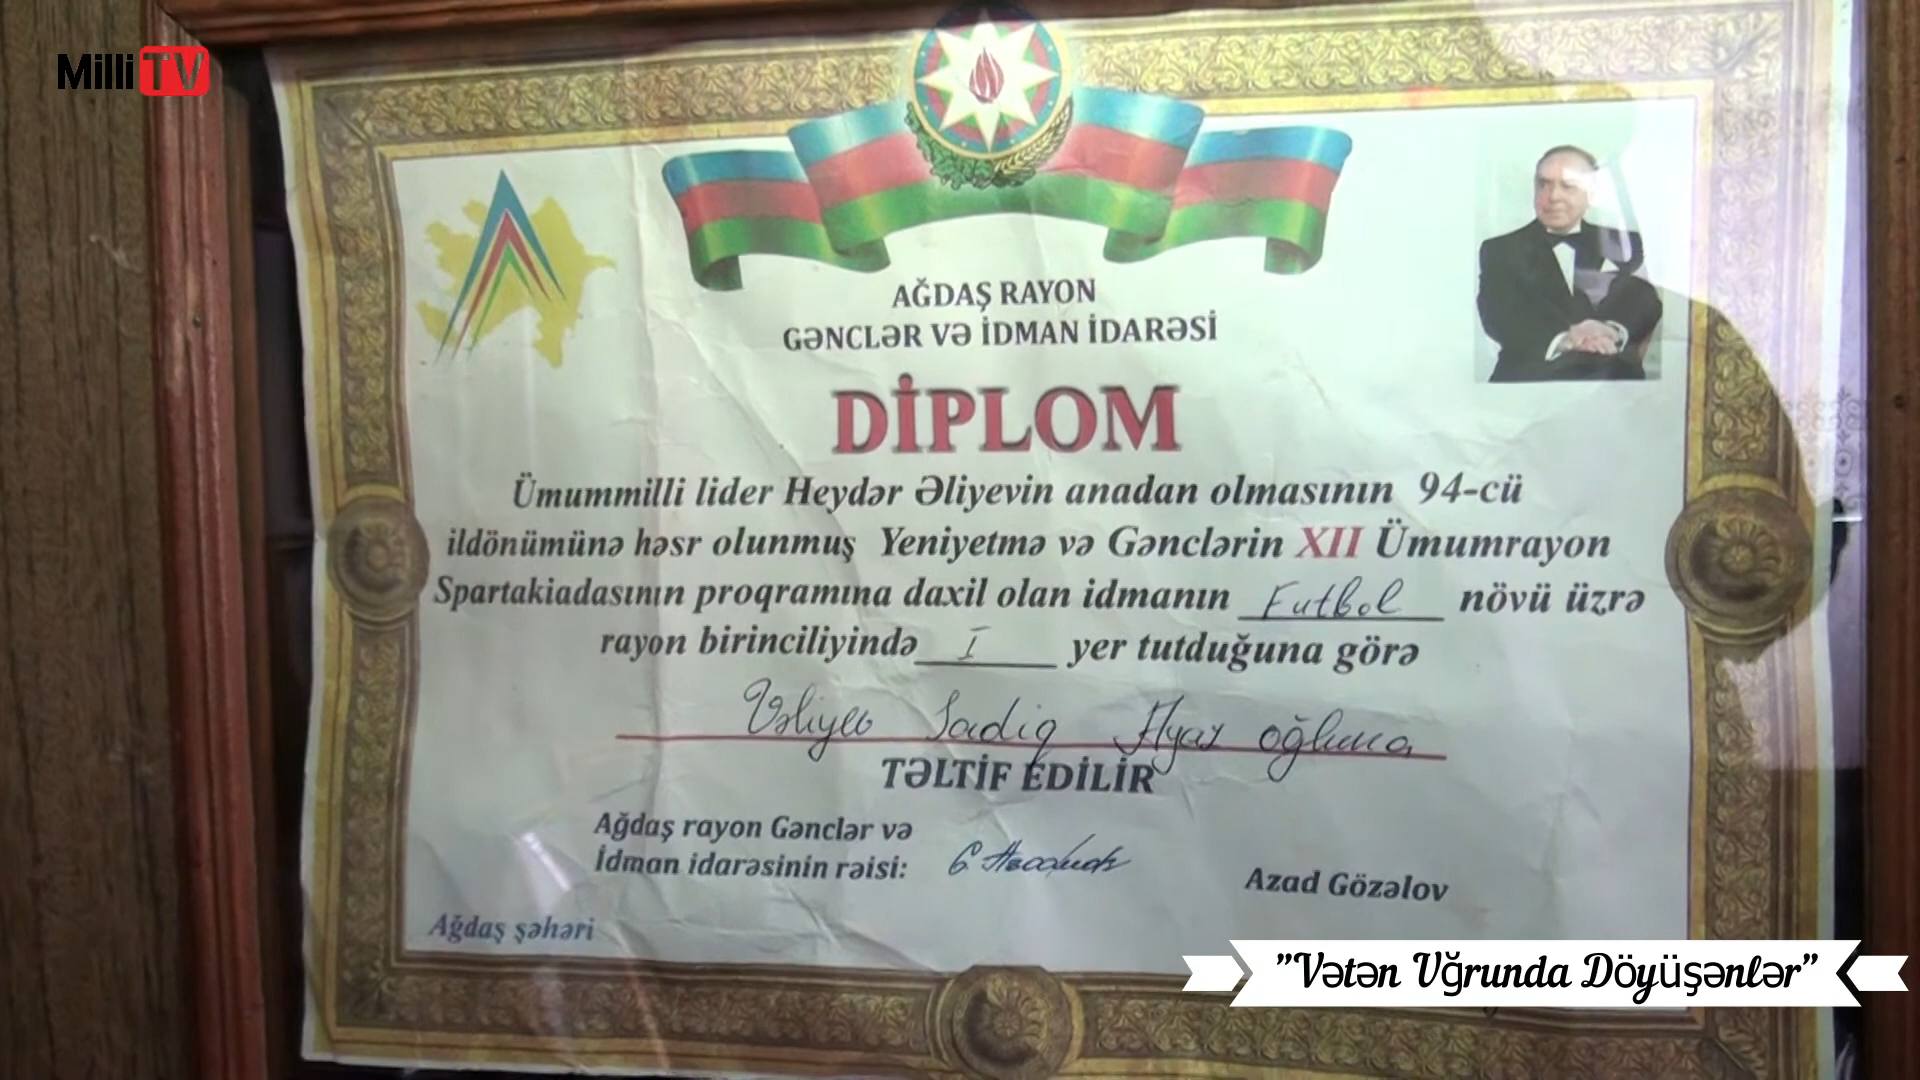 Milli TV
AĞDAŞ RAYON
GƏNCLƏR VƏ İDMAN İDARƏSİ
DİPLOM
Ümummilli lider Heydər Əliyevin anadan olmasının 94-cü
ildönümünə həsr olunmuş Yeniyetmə və Gənclərin XII Ümumrayon
Spartakiadasının proqramına daxil olan idmanın Futbol növü üzrə
rayon birinciliyində I yer tutduğuna görə
Vəliyev Sadiq Ayaz oğluna
TƏLTİF EDİLİR
Ağdaş rayon Gənclər və
İdman idarəsinin rəisi:
Azad Gözəlov
Ağdaş şəhəri
"Vətən Uğrunda Döyüşənlər"